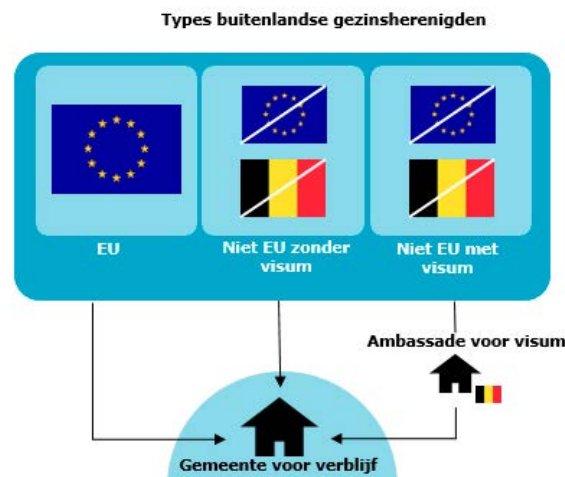 Types buitenlandse gezinsherenigden
EU
Niet EU zonder
visum
Niet EU met
visum
Ambassade voor visum
Gemeente voor verblijf